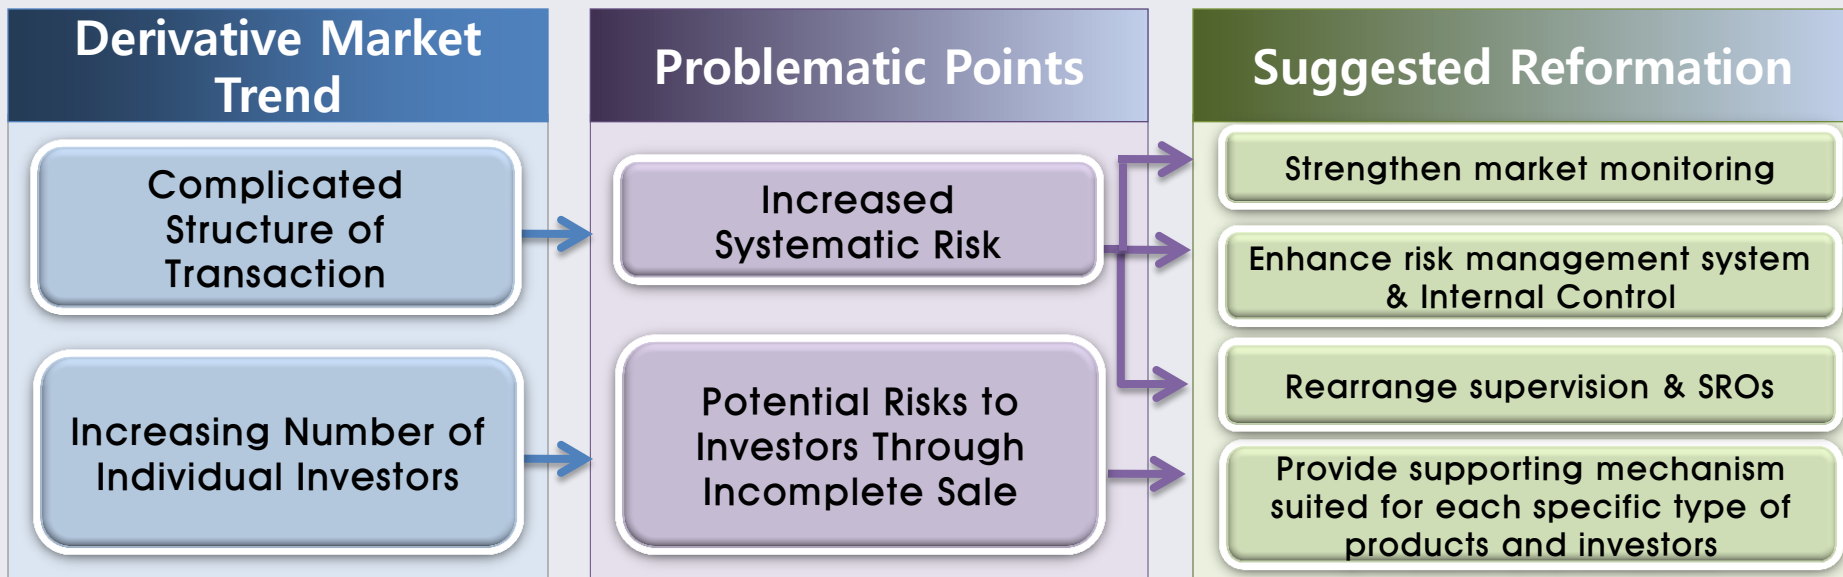 Derivative Market
Trend
Complicated
Structure of
Transaction
Increasing Number of
Individual Investors
Problematic Points
Increased
Systematic Risk
Potential Risks to
Investors Through
Incomplete Sale
Suggested Reformation
Strengthen market monitoring
Enhance risk management system
& Internal Control
Rearrange supervision & SROs
Provide supporting mechanism
suited for each specific type of
products and investors